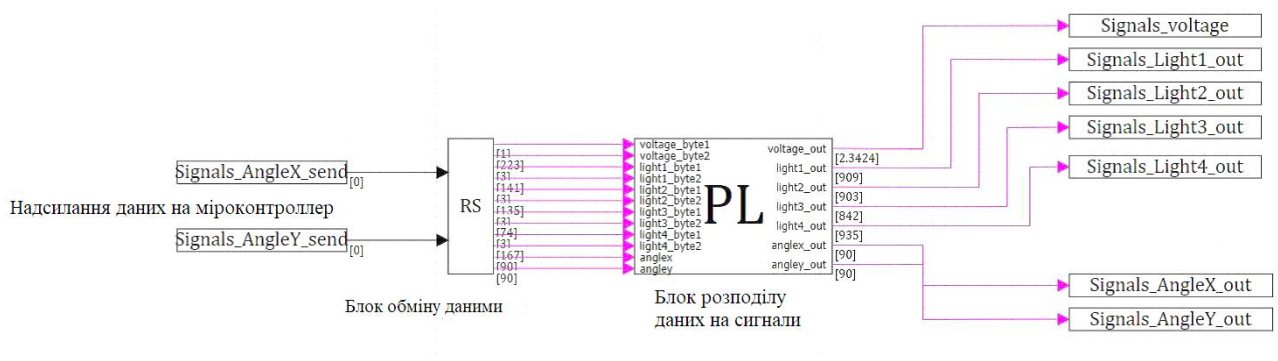 Signals_voltage
Signals_Light1_out
Signals_Light2_out
Signals_Light3_out
Signals_Light4_out
Signals_AngleX_send
[0]
Надсилання даних на міроконтроллер
Signals_AngleY_send
[0]
RS
[1]
[223]
[3]
[141]
[3]
[135]
[3]
[74]
[3]
[167]
[90]
[90]
Блок обміну даними
voltage_byte1
voltage_byte2
light1_byte1
light1_byte2
light2_byte1
light2_byte2
light3_byte1
light3_byte2
light4_byte1
light4_byte2
anglex
angley
PL
voltage_out
[2.3424]
light1_out
[909]
light2_out
[903]
light3_out
[842]
light4_out
[935]
anglex_out
[90]
angley_out
[90]
Блок розподілу
даних на сигнали
Signals_AngleX_out
Signals_AngleY_out